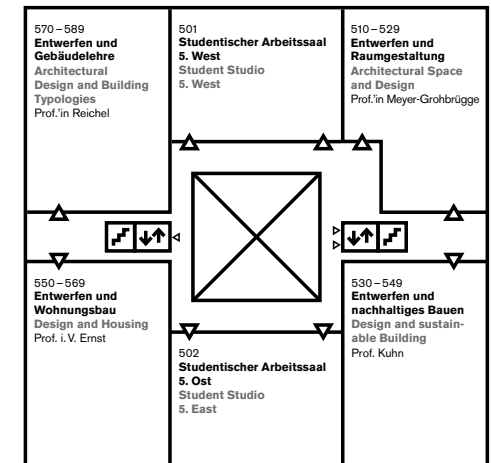 570–589
Entwerfen und
Gebäudelehre
Architectural
Design and Building
Typologies
Prof.'in Reichel
501
Studentischer Arbeitssaal
5. West
Student Studio
5. West
510–529
Entwerfen und
Raumgestaltung
Architectural Space
and Design
Prof.'in Meyer-Grohbrügge
550–569
Entwerfen und
Wohnungsbau
Design and Housing
Prof. i. V. Ernst
502
Studentischer Arbeitssaal
5. Ost
Student Studio
5. East
530–549
Entwerfen und
nachhaltiges Bauen
Design and sustain-
able Building
Prof. Kuhn